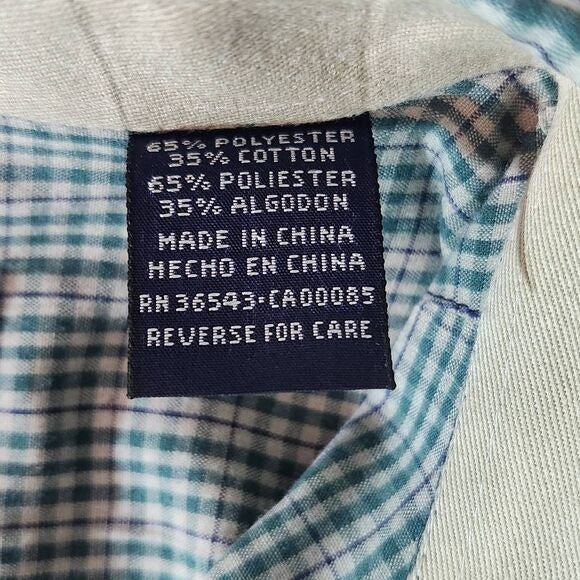 65% POLYESTER
35% COTTON
65% POLIESTER
35% ALGODON
MADE IN CHINA
HECHO EN CHINA
RN 36543-CA00085
REVERSE FOR CARE